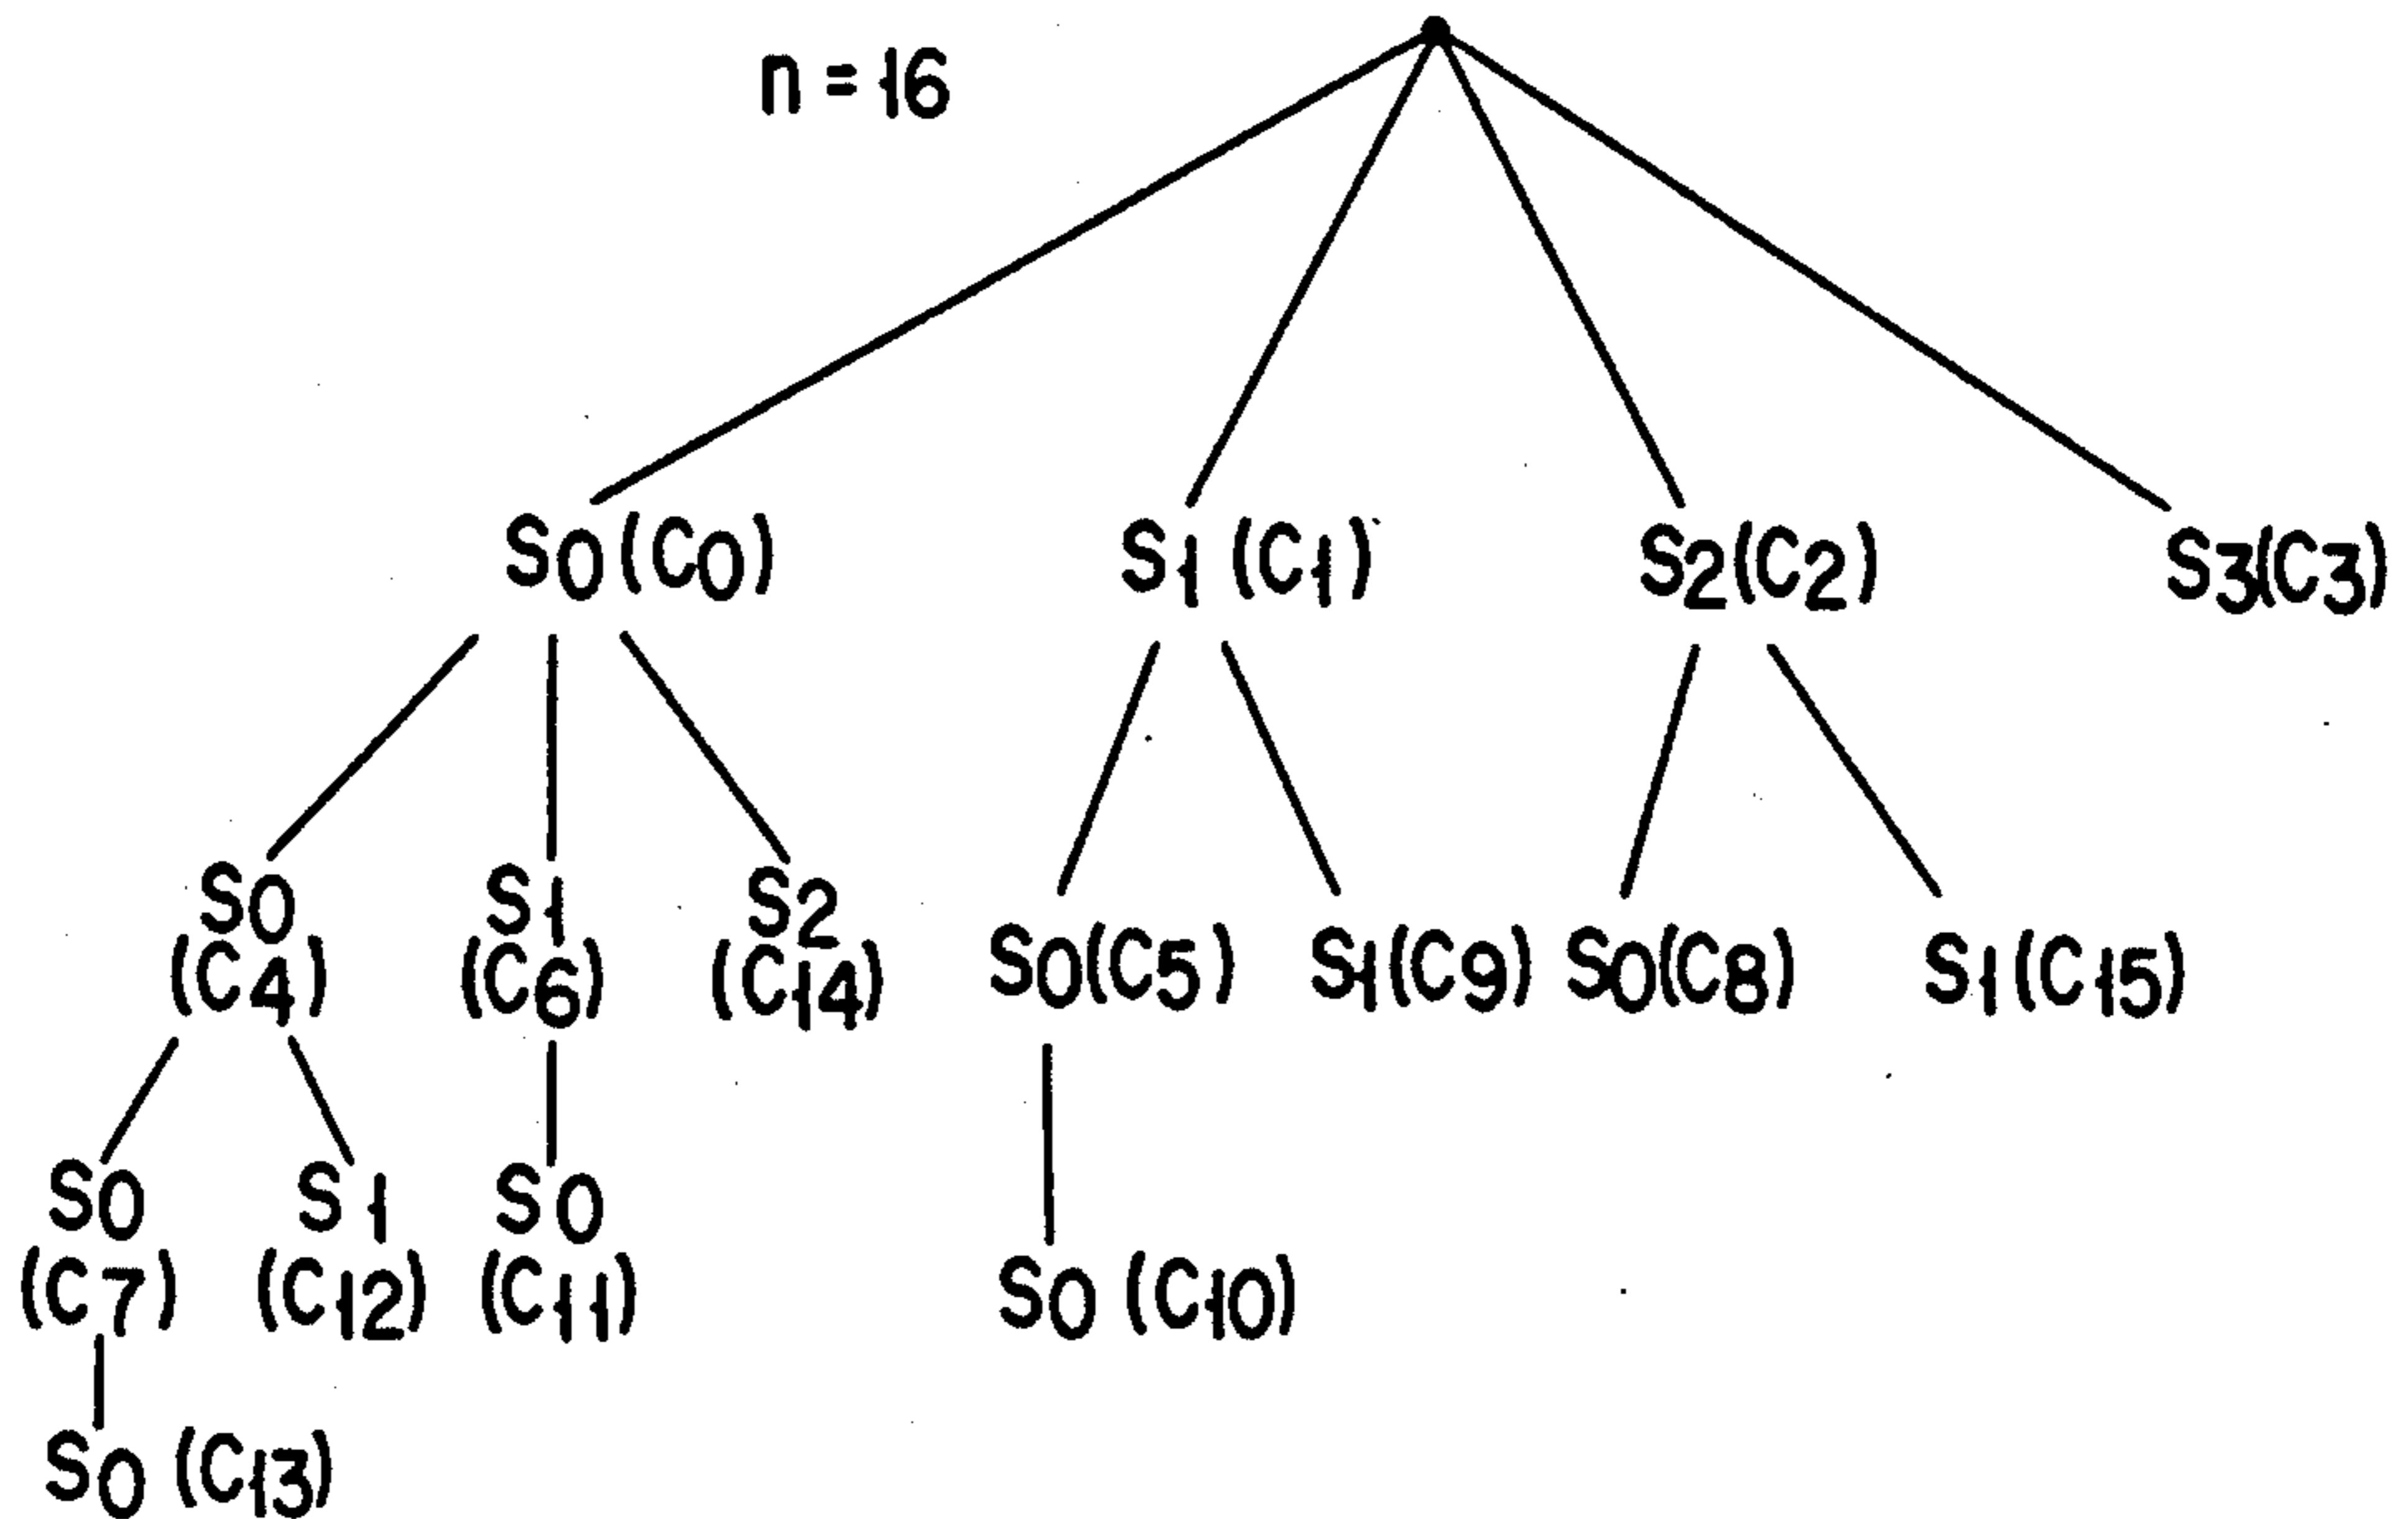 n = 16
S0(C0) S1(C1) S2(C2) S3(C3)
S0 S1 S2
(C4) (C6) (C14) S0(C5) S1(C9) S0(C8) S1(C15)
S0 S1 S0
(C7) (C12) (C11) S0(C10)
S0(C13)